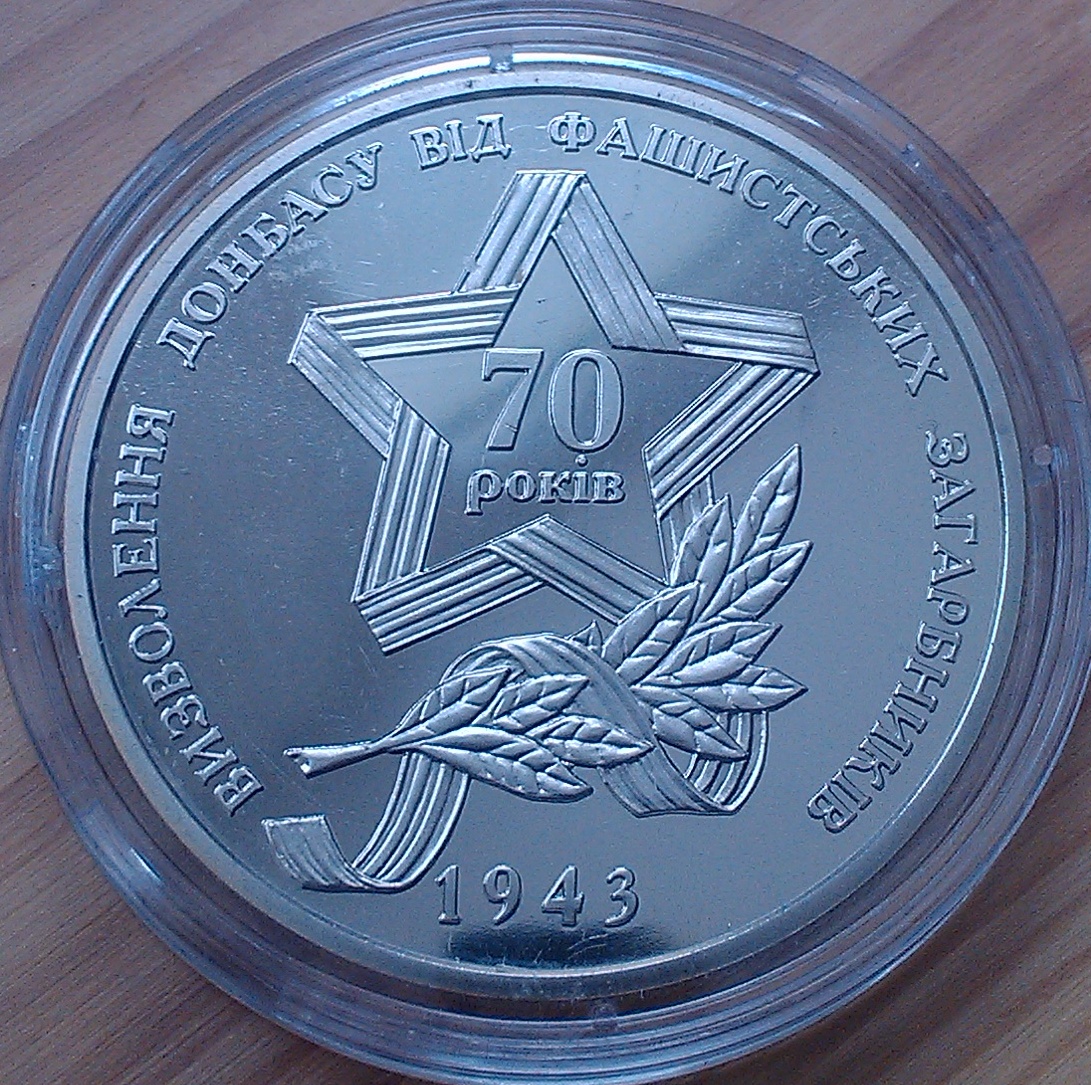 ВИЗВОЛЕННЯ ДОНБАСУ ВІД ФАШИСТСЬКИХ ЗАГАРБНИКІВ
70
років
1943